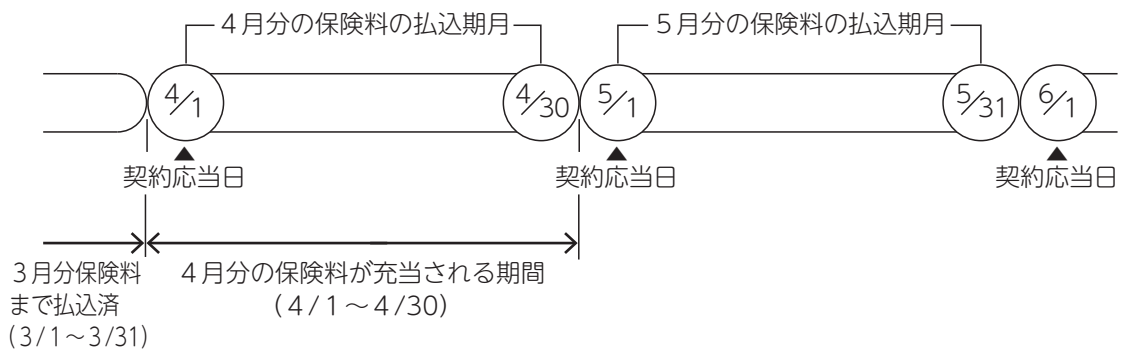 4月分の保険料の払込期月
5月分の保険料の払込期月
4/1
4/30
5/1
5/31
6/1
契約応当日
契約応当日
契約応当日
3月分保険料
まで払込済
(3/1～3/31)
4月分の保険料が充当される期間
(4/1～4/30)